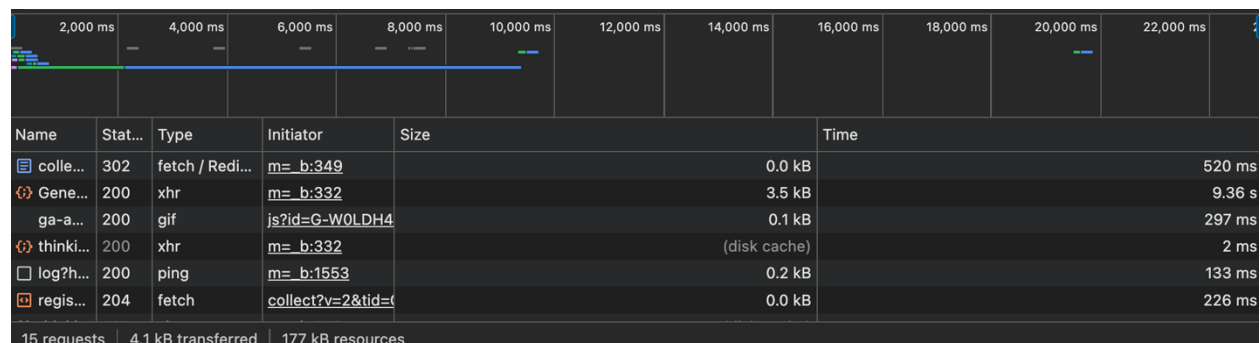 2,000 ms 4,000 ms 6,000 ms 8,000 ms 10,000 ms 12,000 ms 14,000 ms 16,000 ms 18,000 ms 20,000 ms 22,000 ms
Name Stat... Type Initiator Size Time
colle... 302 fetch / Redi... m=_b:349 0.0 kB 520 ms
Gene... 200 xhr m=_b:332 3.5 kB 9.36 s
ga-a... 200 gif js?id=G-W0LDH4 0.1 kB 297 ms
thinki... 200 xhr m=_b:332 (disk cache) 2 ms
log?h... 200 ping m=_b:1553 0.2 kB 133 ms
regis... 204 fetch collect?v=2&tid= 0.0 kB 226 ms
15 requests 4.1 kB transferred 177 kB resources